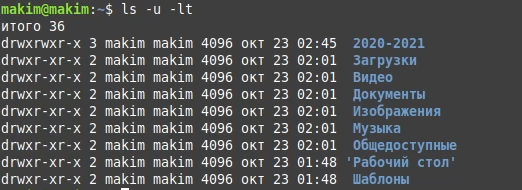 makim@makim:~$ ls -u -lt
итого 36
drwxrwxr-x 3 makim makim 4096 окт 23 02:45  2020-2021
drwxr-xr-x 2 makim makim 4096 окт 23 02:01  Загрузки
drwxr-xr-x 2 makim makim 4096 окт 23 02:01  Видео
drwxr-xr-x 2 makim makim 4096 окт 23 02:01  Документы
drwxr-xr-x 2 makim makim 4096 окт 23 02:01  Изображения
drwxr-xr-x 2 makim makim 4096 окт 23 02:01  Музыка
drwxr-xr-x 2 makim makim 4096 окт 23 02:01  Общедоступные
drwxr-xr-x 2 makim makim 4096 окт 23 01:48 'Рабочий стол'
drwxr-xr-x 2 makim makim 4096 окт 23 01:48  Шаблоны